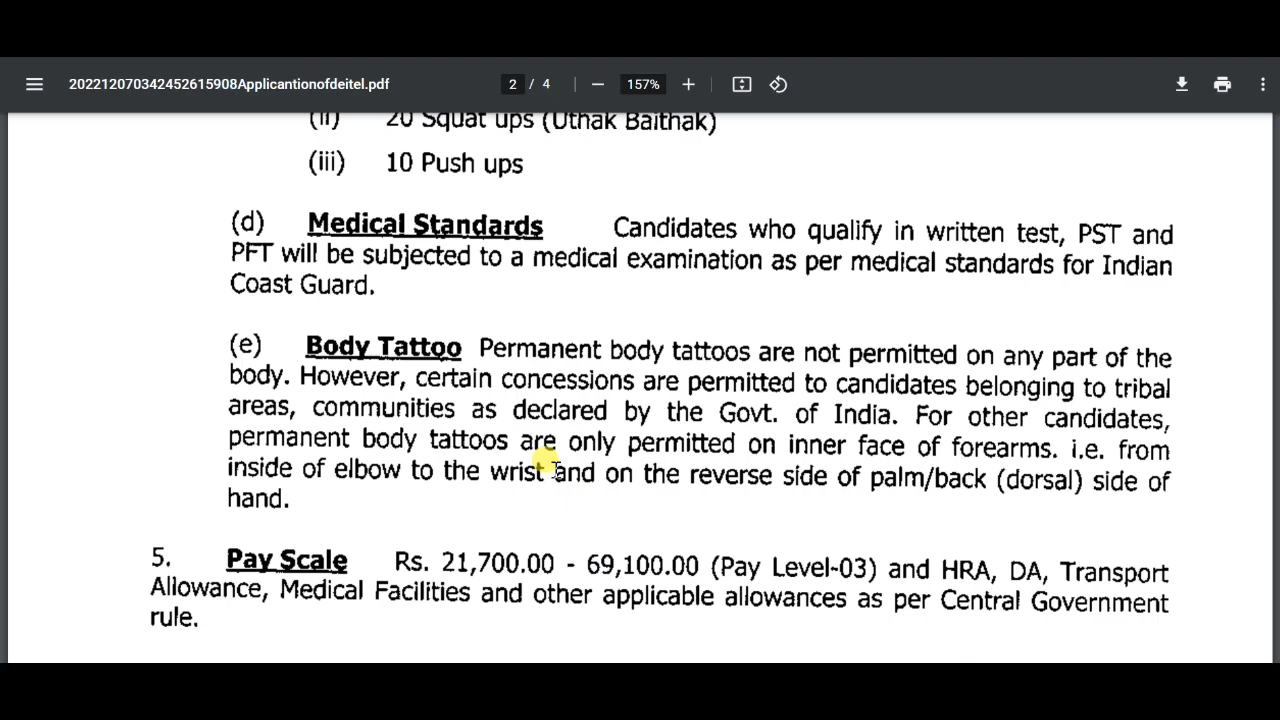 202212070342452615908Applicantionofdeitel.pdf 2 / 4 157%
(ii) 20 Squat ups (Uthak Baithak)
(iii) 10 Push ups
(d) Medical Standards Candidates who qualify in written test, PST and
PFT will be subjected to a medical examination as per medical standards for Indian
Coast Guard.
(e) Body Tattoo Permanent body tattoos are not permitted on any part of the
body. However, certain concessions are permitted to candidates belonging to tribal
areas, communities as declared by the Govt. of India. For other candidates,
permanent body tattoos are only permitted on inner face of forearms. i.e. from
inside of elbow to the wrist and on the reverse side of palm/back (dorsal) side of
hand.
5. Pay Scale Rs. 21,700.00 - 69,100.00 (Pay Level-03) and HRA, DA, Transport
Allowance, Medical Facilities and other applicable allowances as per Central Government
rule.